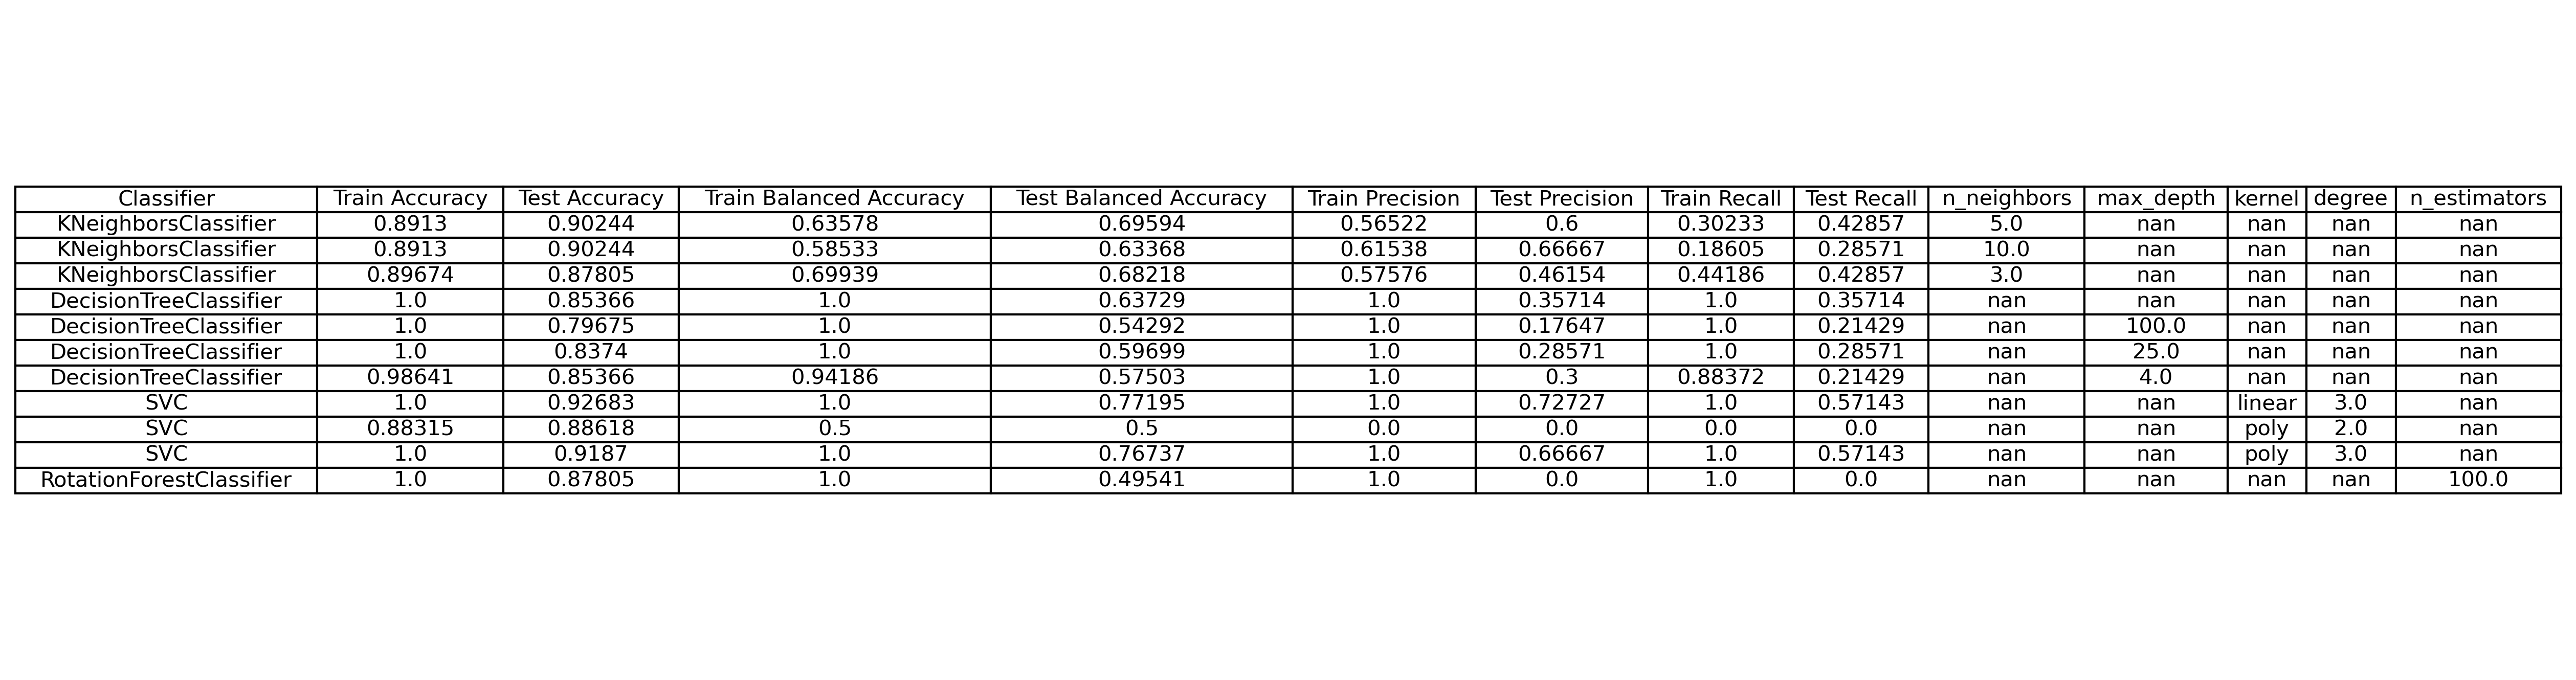 Classifier Train Accuracy Test Accuracy Train Balanced Accuracy Test Balanced Accuracy Train Precision Test Precision Train Recall Test Recall n_neighbors max_depth kernel degree n_estimators
KNeighborsClassifier 0.8913 0.90244 0.63578 0.69594 0.56522 0.6 0.30233 0.42857 5.0 nan nan nan nan
KNeighborsClassifier 0.8913 0.90244 0.58533 0.63368 0.61538 0.66667 0.18605 0.28571 10.0 nan nan nan nan
KNeighborsClassifier 0.89674 0.87805 0.69939 0.68218 0.57576 0.46154 0.44186 0.42857 3.0 nan nan nan nan
DecisionTreeClassifier 1.0 0.85366 1.0 0.63729 1.0 0.35714 1.0 0.35714 nan nan nan nan nan
DecisionTreeClassifier 1.0 0.79675 1.0 0.54292 1.0 0.17647 1.0 0.21429 nan 100.0 nan nan nan
DecisionTreeClassifier 1.0 0.8374 1.0 0.59699 1.0 0.28571 1.0 0.28571 nan 25.0 nan nan nan
DecisionTreeClassifier 0.98641 0.85366 0.94186 0.57503 1.0 0.3 0.88372 0.21429 nan 4.0 nan nan nan
SVC 1.0 0.92683 1.0 0.77195 1.0 0.72727 1.0 0.57143 nan nan linear 3.0 nan
SVC 0.88315 0.88618 0.5 0.5 0.0 0.0 0.0 0.0 nan nan poly 2.0 nan
SVC 1.0 0.9187 1.0 0.76737 1.0 0.66667 1.0 0.57143 nan nan poly 3.0 nan
RotationForestClassifier 1.0 0.87805 1.0 0.49541 1.0 0.0 1.0 0.0 nan nan nan nan 100.0